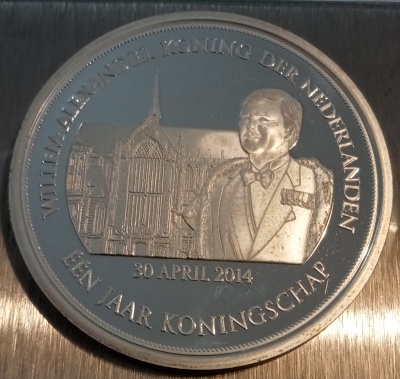 WILLEM-ALEXANDER KONING DER NEDERLANDEN
30 APRIL 2014
EEN JAAR KONINGSCHAP